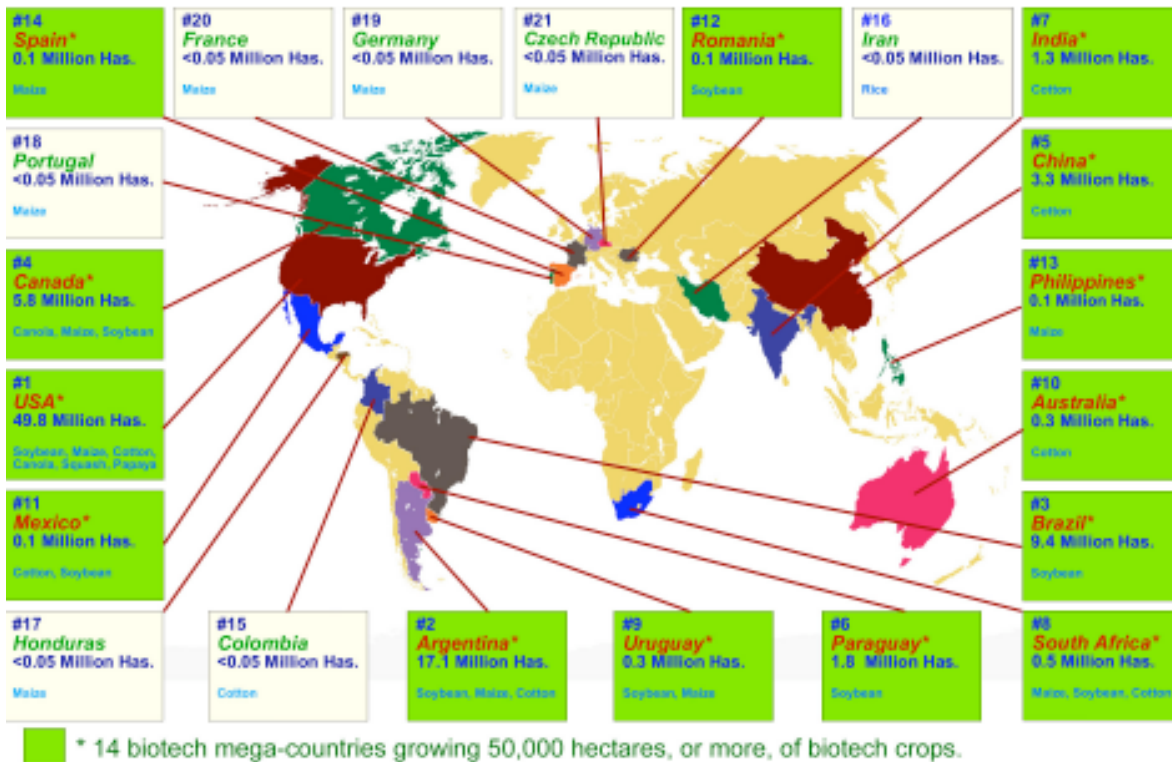 #14
Spain*
0.1 Million Has.
Maize
#20
France
<0.05 Million Has.
Maize
#19
Germany
<0.05 Million Has.
Maize
#21
Czech Republic
<0.05 Million Has.
Maize
#12
Romania*
0.1 Million Has.
Soybean
#16
Iran
<0.05 Million Has.
Rice
#7
India*
1.3 Million Has.
Cotton
#18
Portugal
<0.05 Million Has.
Maize
#5
China*
3.3 Million Has.
Cotton
#4
Canada*
5.8 Million Has.
Canola, Maize, Soybean
#13
Philippines*
0.1 Million Has.
Maize
#1
USA*
49.8 Million Has.
Soybean, Maize, Cotton,
Canola, Squash, Papaya
#10
Australia*
0.3 Million Has.
Cotton
#11
Mexico*
0.1 Million Has.
Cotton, Soybean
#3
Brazil*
9.4 Million Has.
Soybean
#17
Honduras
<0.05 Million Has.
Maize
#15
Colombia
<0.05 Million Has.
Cotton
#2
Argentina*
17.1 Million Has.
Soybean, Maize, Cotton
#9
Uruguay*
0.3 Million Has.
Soybean, Maize
#6
Paraguay*
1.8 Million Has.
Soybean
#8
South Africa*
0.5 Million Has.
Maize, Soybean, Cotton
* 14 biotech mega-countries growing 50,000 hectares, or more, of biotech crops.